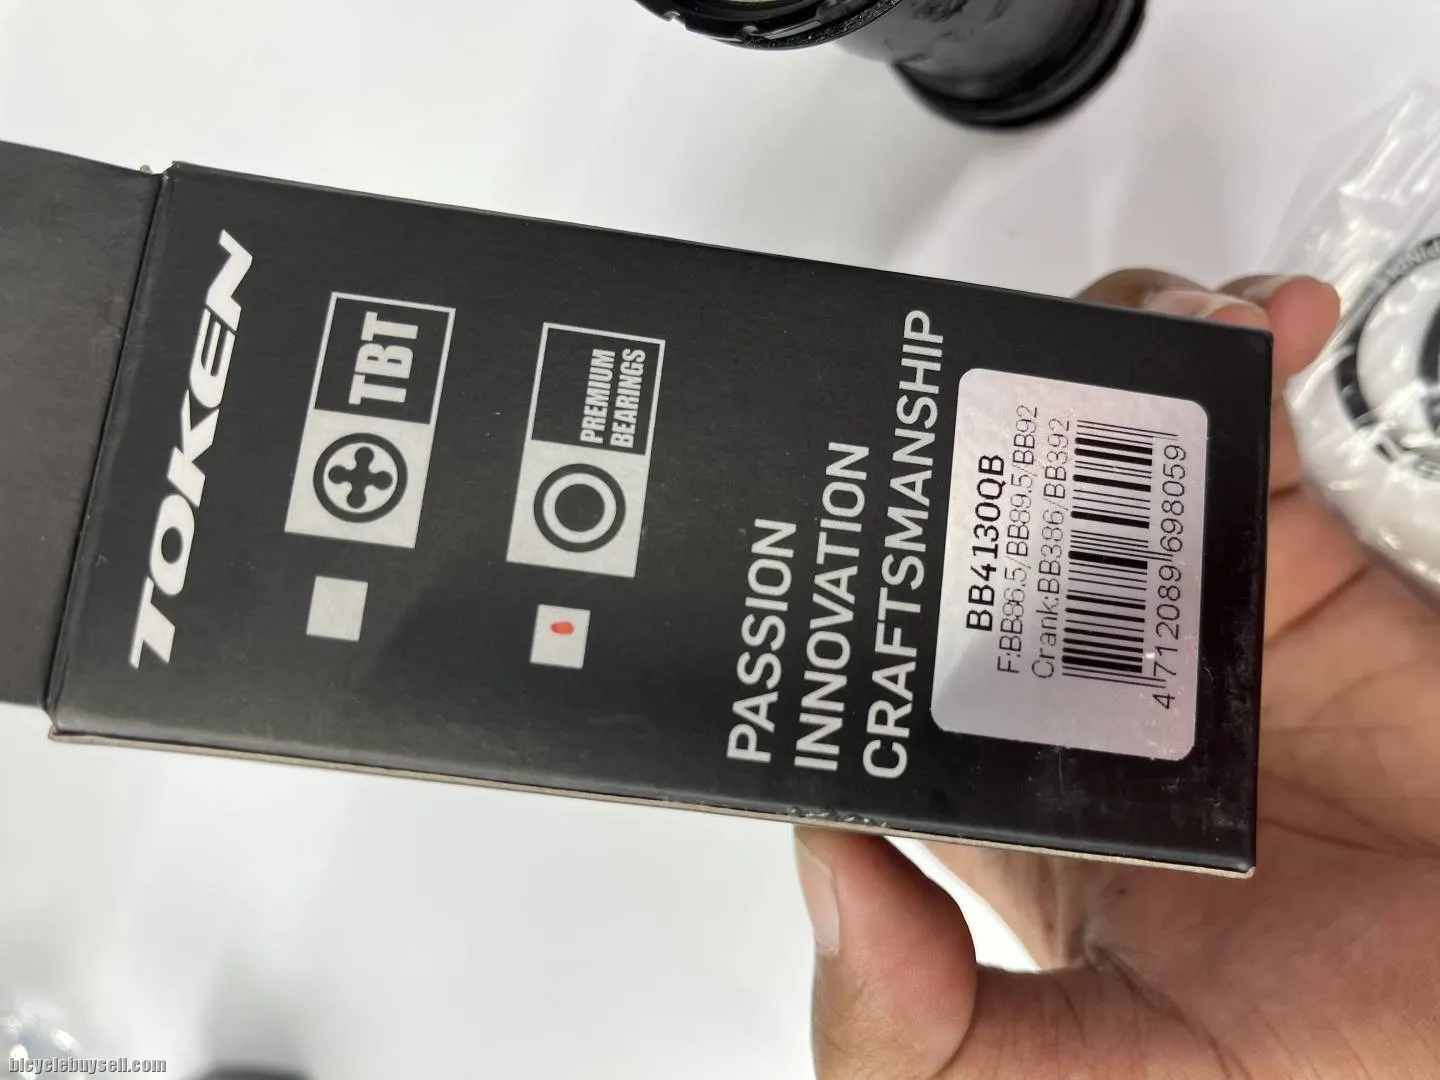 TOKEN
TBT
PREMIUM
BEARINGS
PASSION
INNOVATION
CRAFTSMANSHIP
BB4130QB
F:BB86.5/BB89.5/BB92
Crank:BB386/BB392
4 712089 698059
bicyclebuysell.com